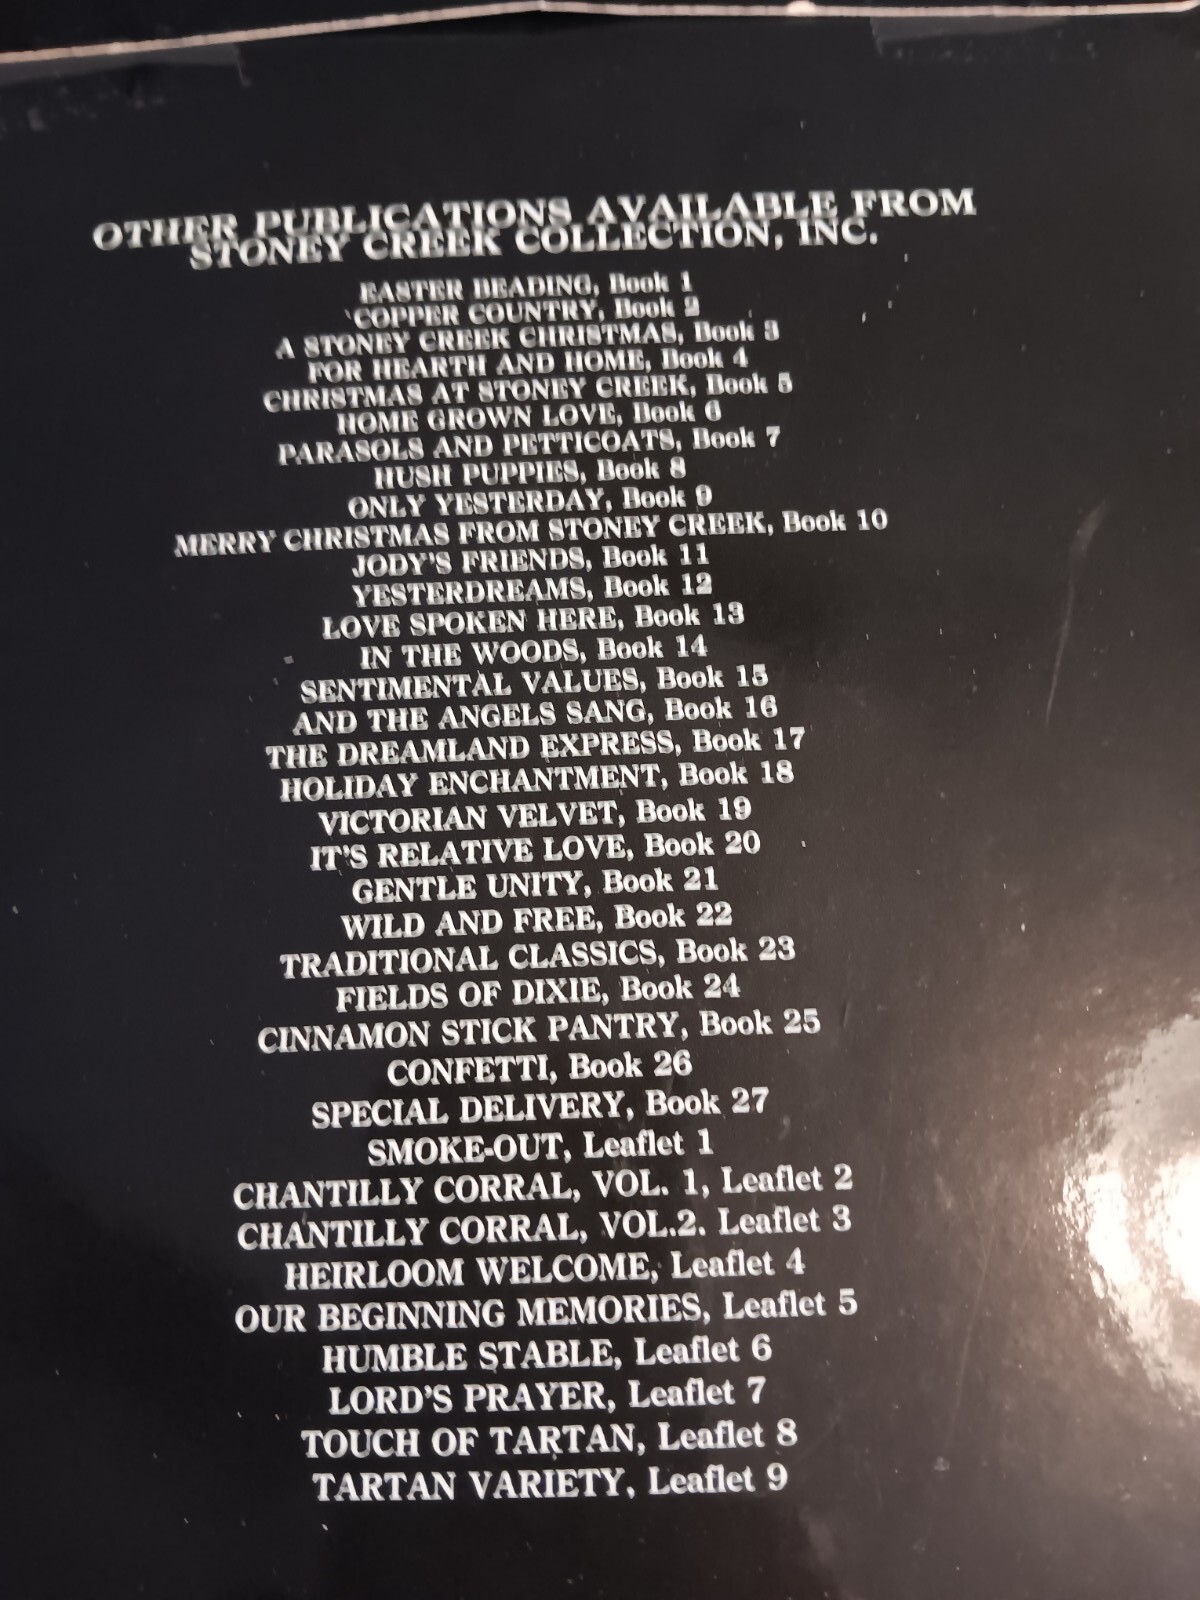 OTHER PUBLICATIONS AVAILABLE FROM
STONEY CREEK COLLECTION, INC.
EASTER BEADING, Book 1
COPPER COUNTRY, Book 2
A STONEY CREEK CHRISTMAS, Book 3
FOR HEARTH AND HOME, Book 4
CHRISTMAS AT STONEY CREEK, Book 5
HOME GROWN LOVE, Book 6
PARASOLS AND PETTICOATS, Book 7
HUSH PUPPIES, Book 8
ONLY YESTERDAY, Book 9
MERRY CHRISTMAS FROM STONEY CREEK, Book 10
JODY'S FRIENDS, Book 11
YESTERDREAMS, Book 12
LOVE SPOKEN HERE, Book 13
IN THE WOODS, Book 14
SENTIMENTAL VALUES, Book 15
AND THE ANGELS SANG, Book 16
THE DREAMLAND EXPRESS, Book 17
HOLIDAY ENCHANTMENT, Book 18
VICTORIAN VELVET, Book 19
IT'S RELATIVE LOVE, Book 20
GENTLE UNITY, Book 21
WILD AND FREE, Book 22
TRADITIONAL CLASSICS, Book 23
FIELDS OF DIXIE, Book 24
CINNAMON STICK PANTRY, Book 25
CONFETTI, Book 26
SPECIAL DELIVERY, Book 27
SMOKE-OUT, Leaflet 1
CHANTILLY CORRAL, VOL. 1, Leaflet 2
CHANTILLY CORRAL, VOL.2. Leaflet 3
HEIRLOOM WELCOME, Leaflet 4
OUR BEGINNING MEMORIES, Leaflet 5
HUMBLE STABLE, Leaflet 6
LORD'S PRAYER, Leaflet 7
TOUCH OF TARTAN, Leaflet 8
TARTAN VARIETY, Leaflet 9